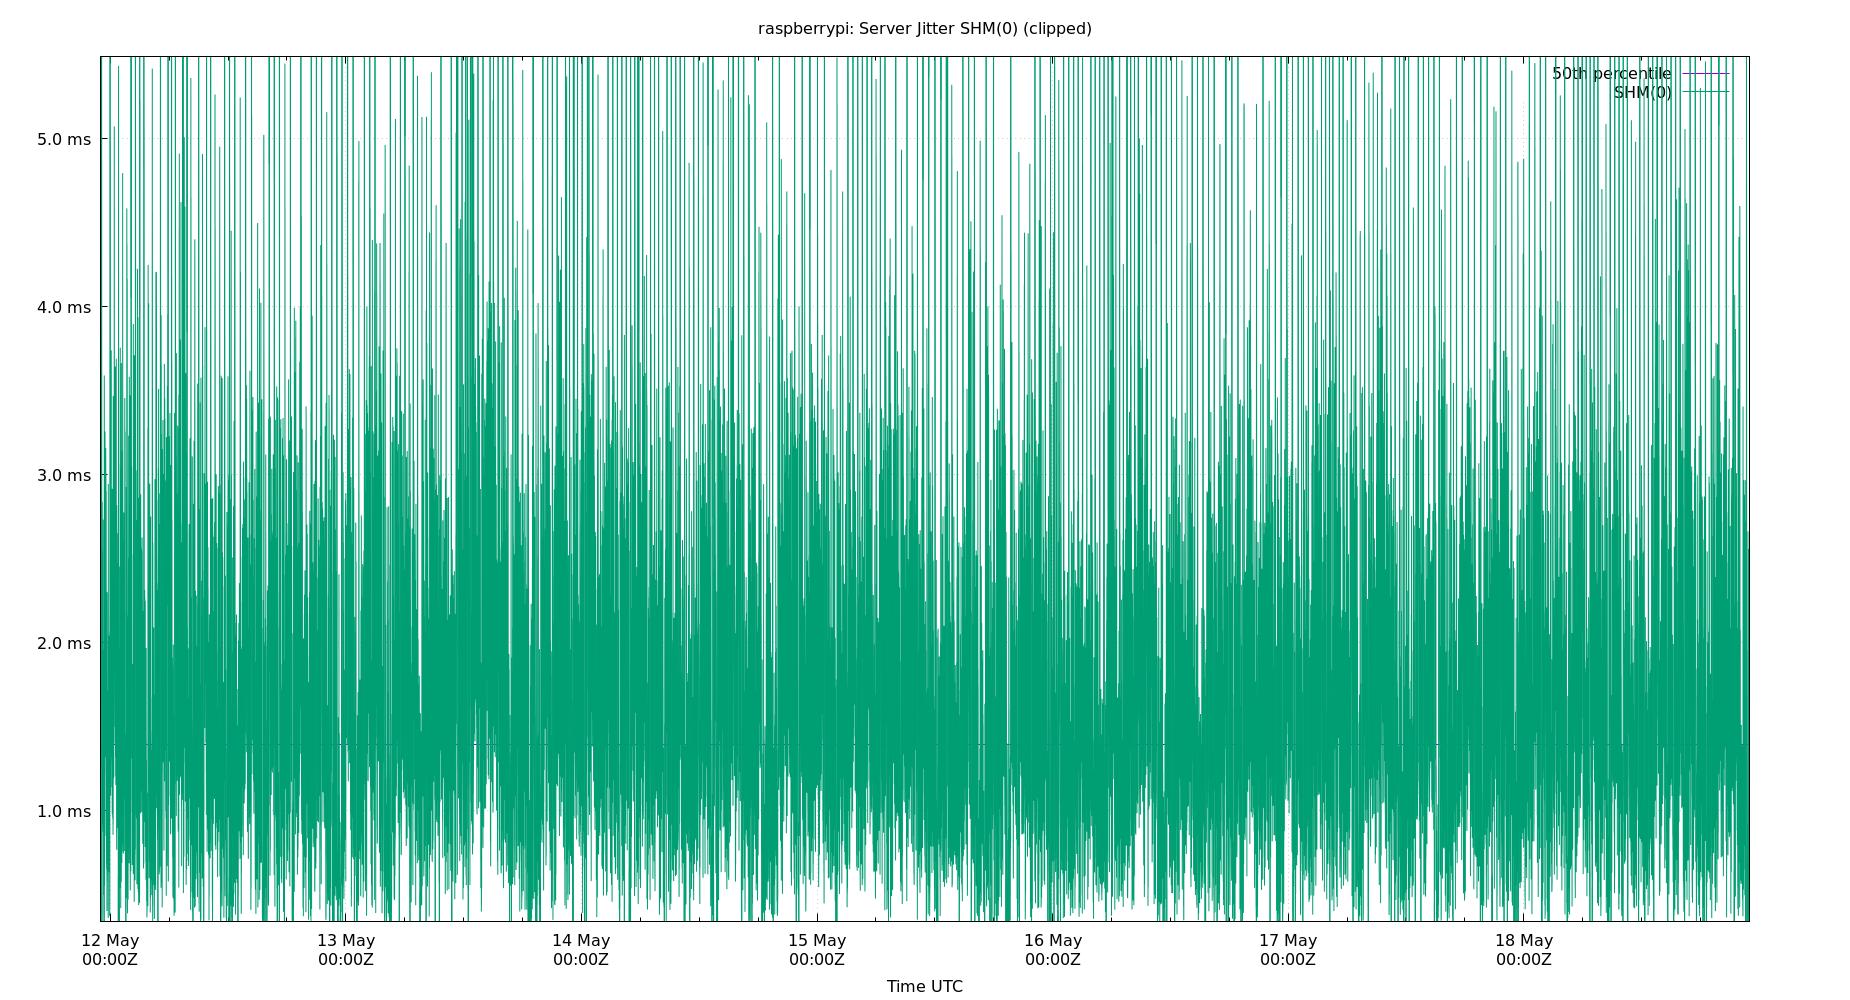 raspberrypi: Server Jitter SHM(0) (clipped)
50th percentile
SHM(0)
5.0 ms
4.0 ms
3.0 ms
2.0 ms
1.0 ms
12 May 13 May 14 May 15 May 16 May 17 May 18 May
00:00Z 00:00Z 00:00Z 00:00Z 00:00Z 00:00Z 00:00Z
Time UTC